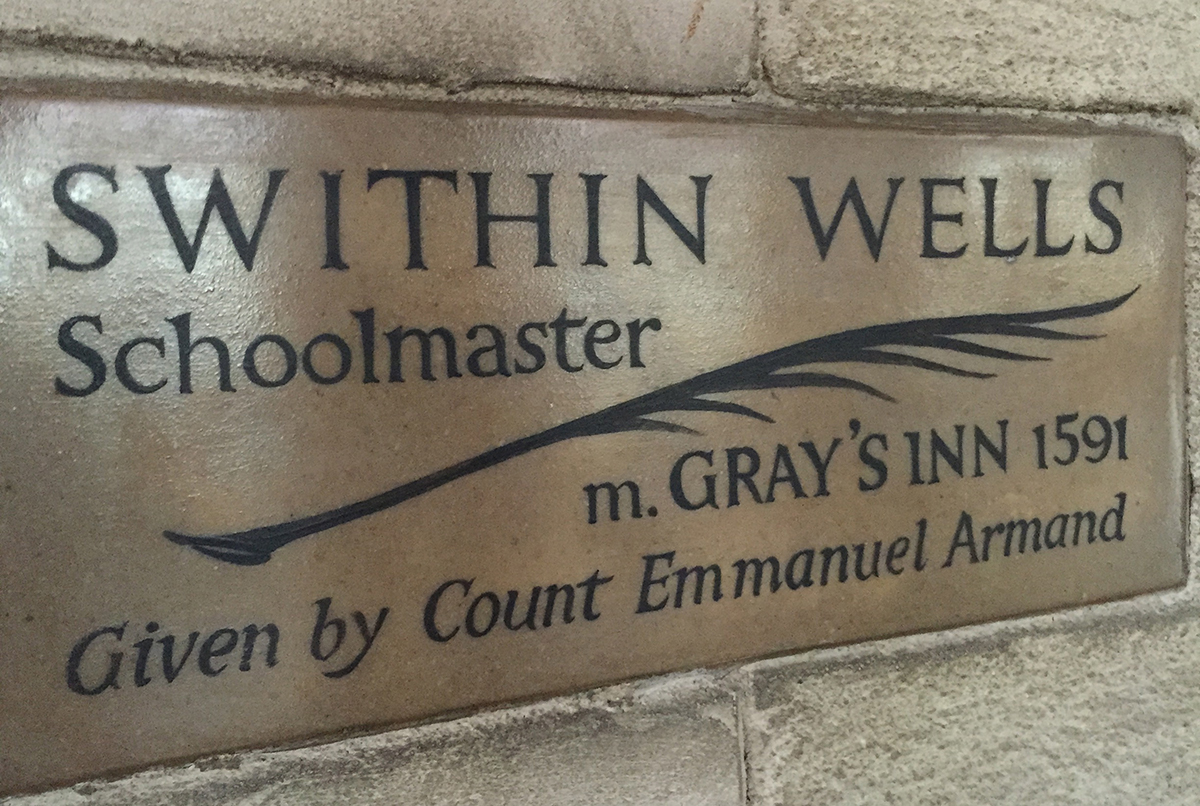 SWITHIN WELLS
Schoolmaster
m. GRAY'S INN 1591
Given by Count Emmanuel Armand